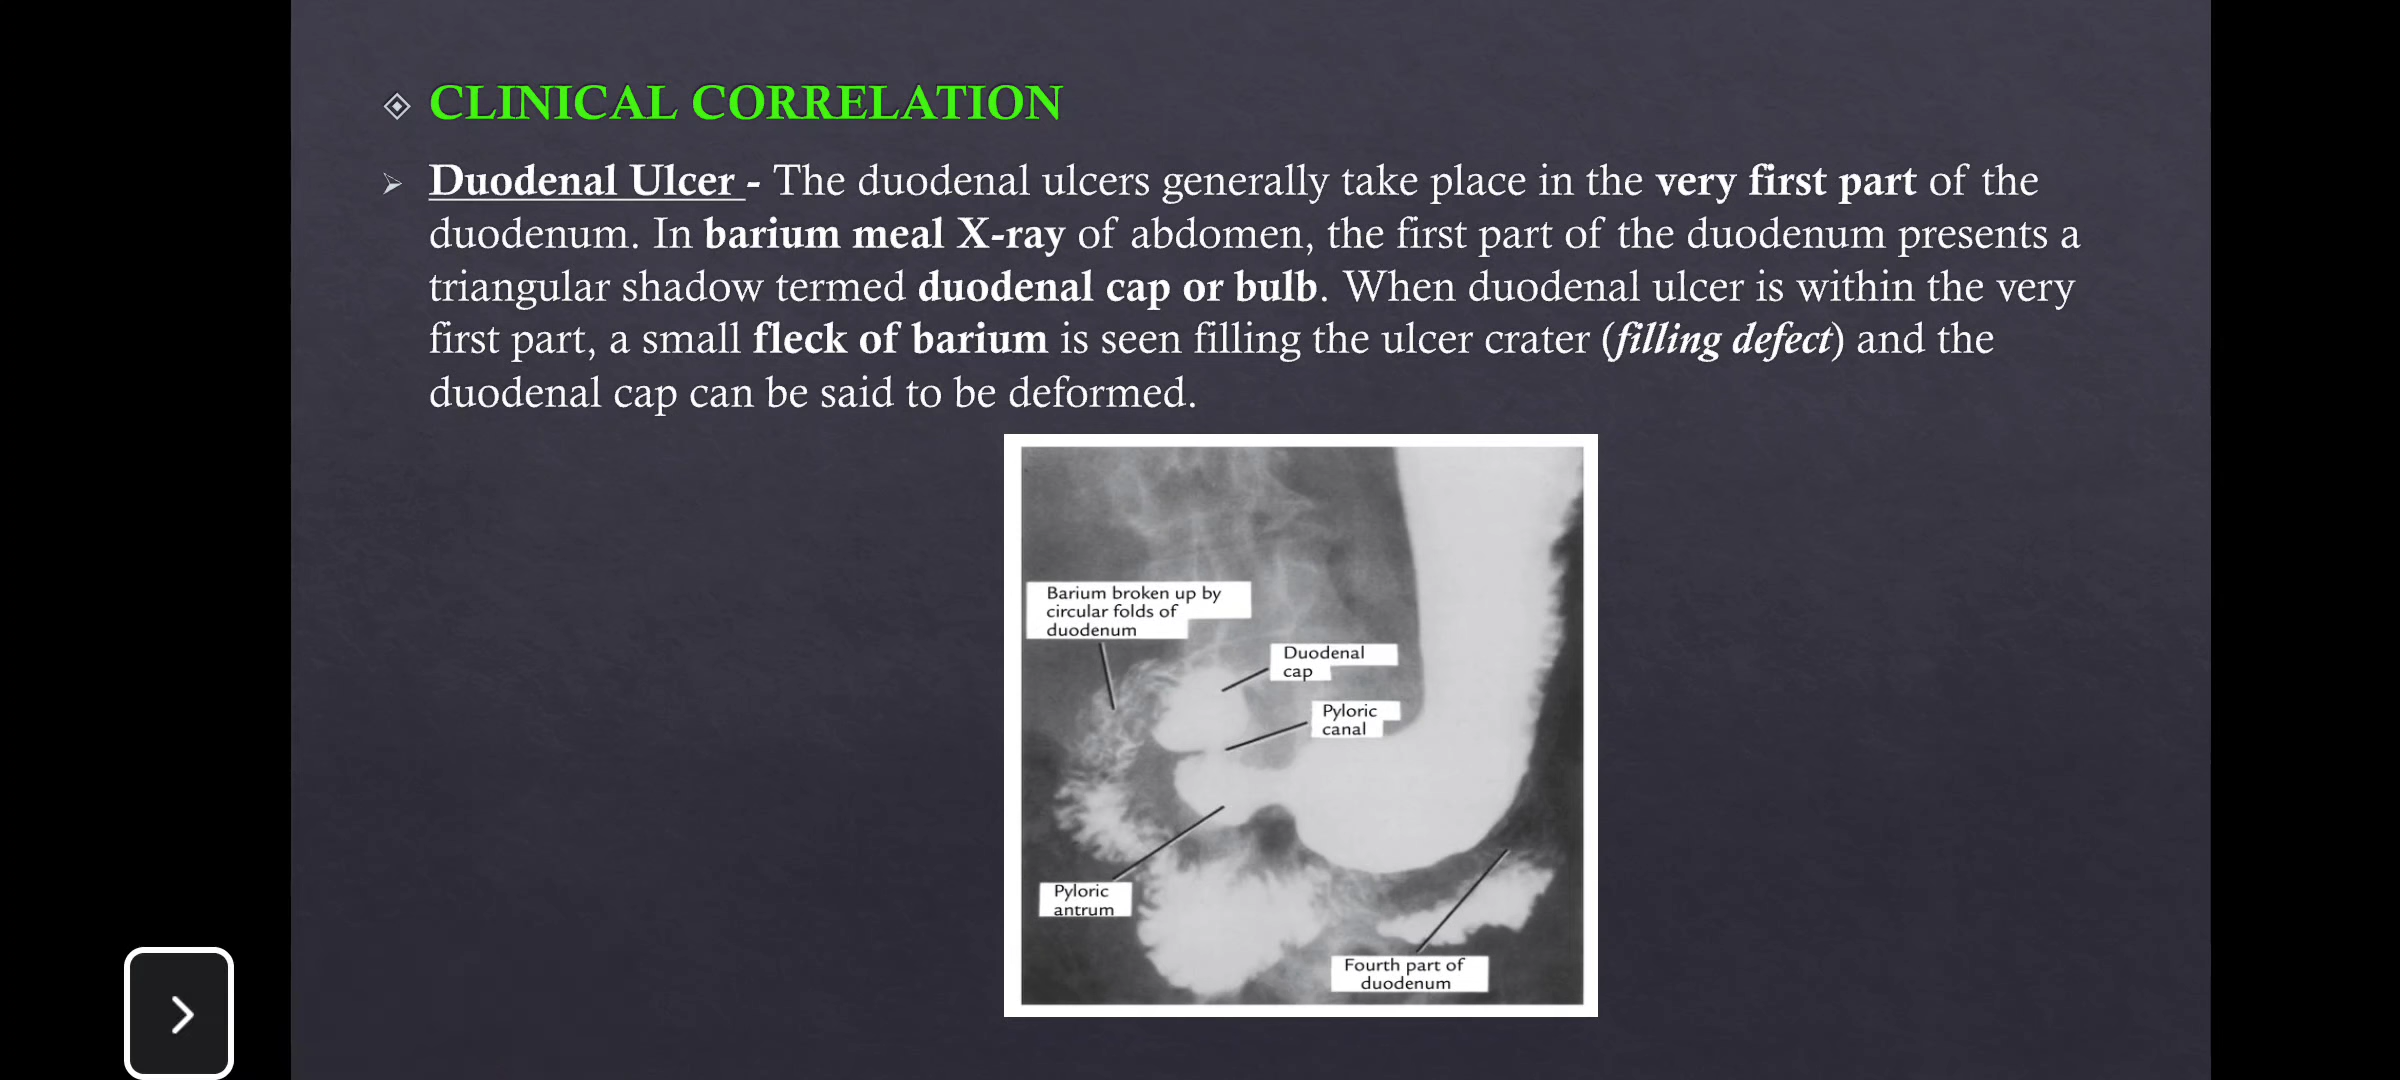 CLINICAL CORRELATION
Duodenal Ulcer - The duodenal ulcers generally take place in the very first part of the
duodenum. In barium meal X-ray of abdomen, the first part of the duodenum presents a
triangular shadow termed duodenal cap or bulb. When duodenal ulcer is within the very
first part, a small fleck of barium is seen filling the ulcer crater (filling defect) and the
duodenal cap can be said to be deformed.
Barium broken up by
circular folds of
duodenum
Duodenal
cap
Pyloric
canal
Pyloric
antrum
Fourth part of
duodenum